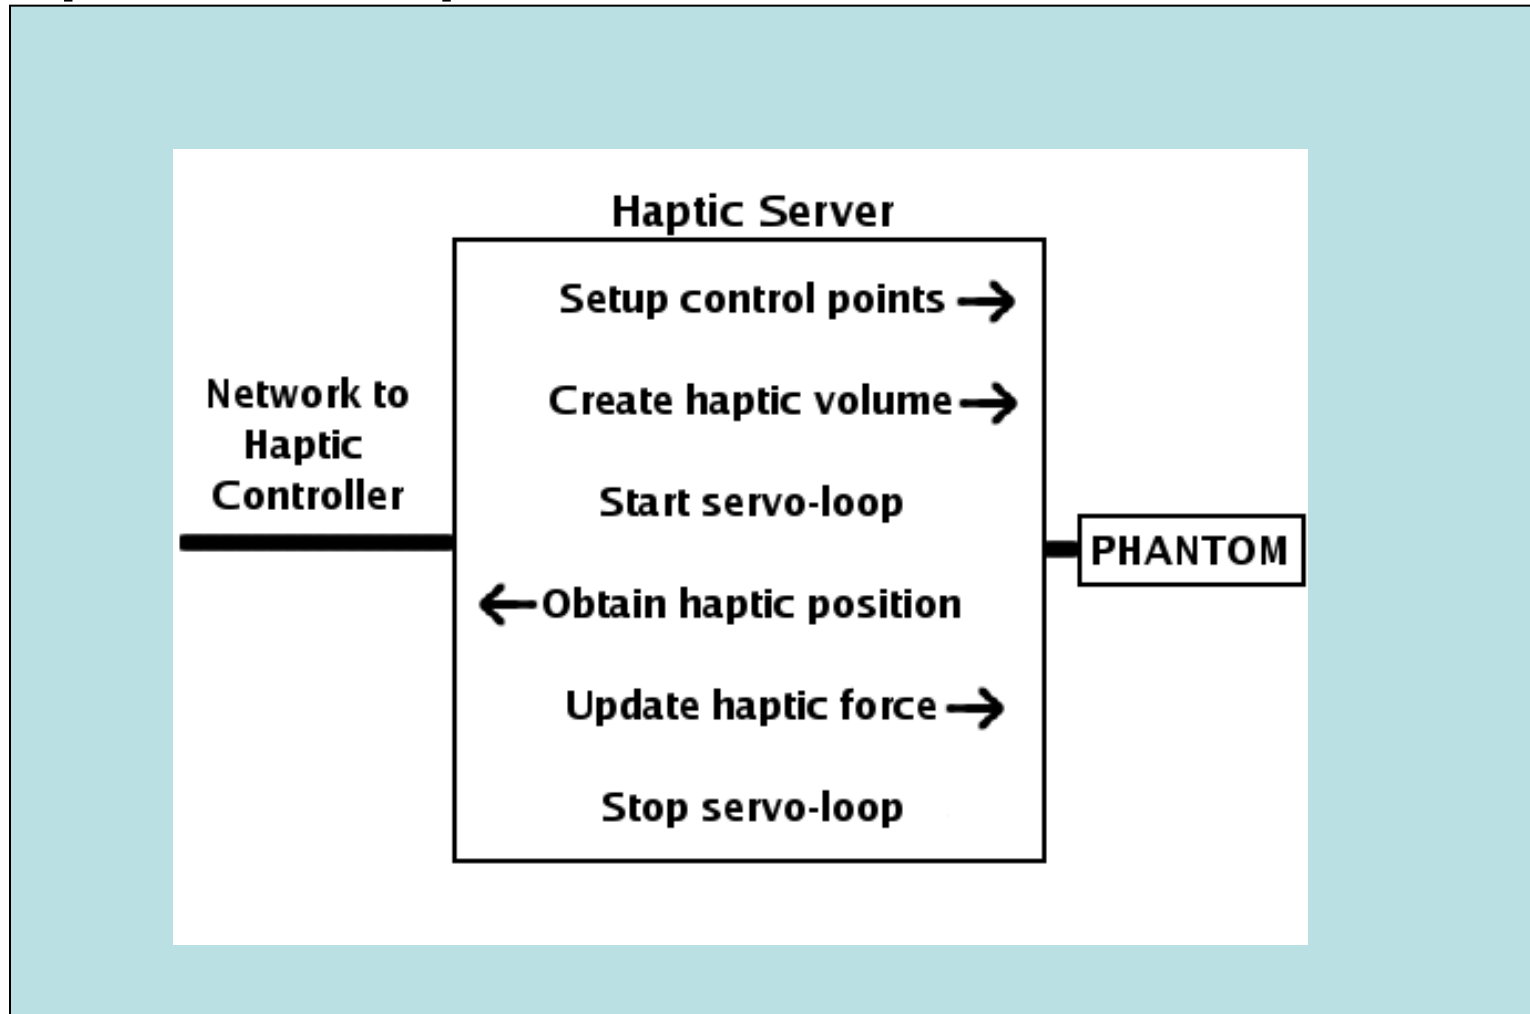 Haptic Server
Setup control points
Create haptic volume
Network to
Haptic
Controller
Start servo-loop
PHANTOM
Obtain haptic position
Update haptic force
Stop servo-loop